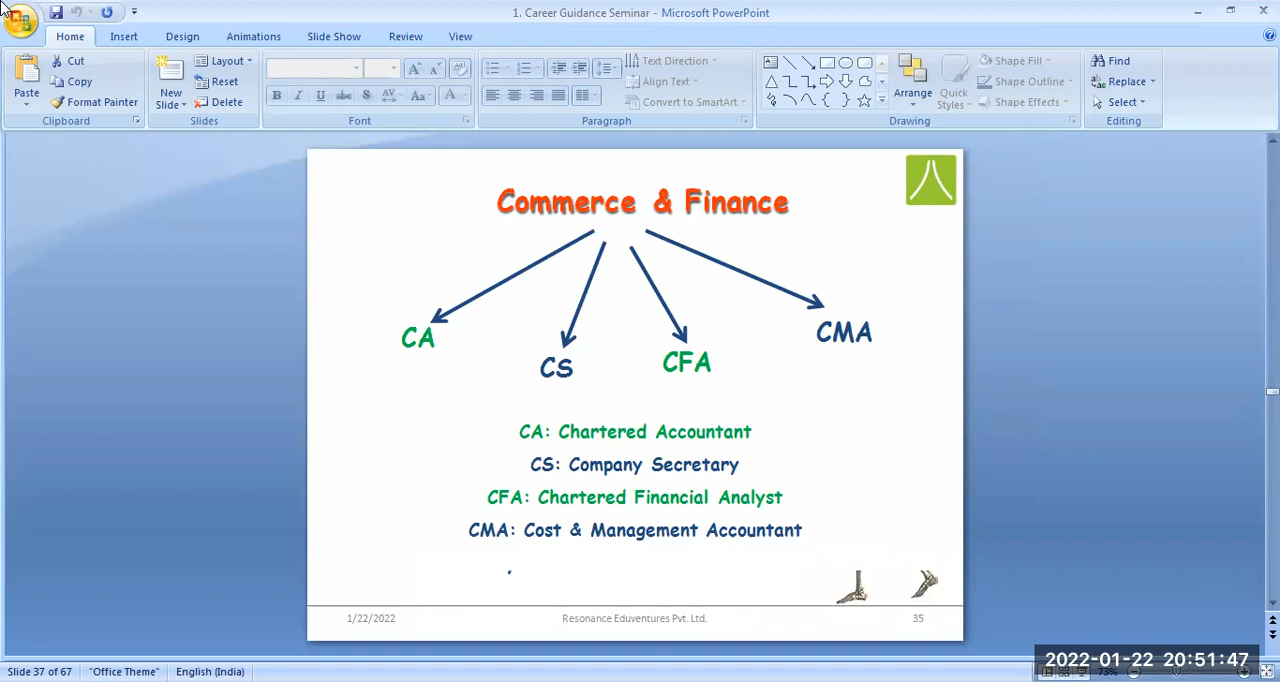 1. Career Guidance Seminar - Microsoft PowerPoint
Home Insert Design Animations Slide Show Review View
Paste
Cut
Copy
Format Painter
Clipboard
New Slide
Layout
Reset
Delete
Slides
B I U abc S AV Aa A
Font
Paragraph
Text Direction
Align Text
Convert to SmartArt
Drawing
Arrange
Quick Styles
Shape Fill
Shape Outline
Shape Effects
Find
Replace
Select
Editing
Commerce & Finance
CA
CS
CFA
CMA
CA: Chartered Accountant
CS: Company Secretary
CFA: Chartered Financial Analyst
CMA: Cost & Management Accountant
1/22/2022 Resonance Eduventures Pvt. Ltd. 35
Slide 37 of 67 "Office Theme" English (India)
2022-01-22 20:51:47
73%